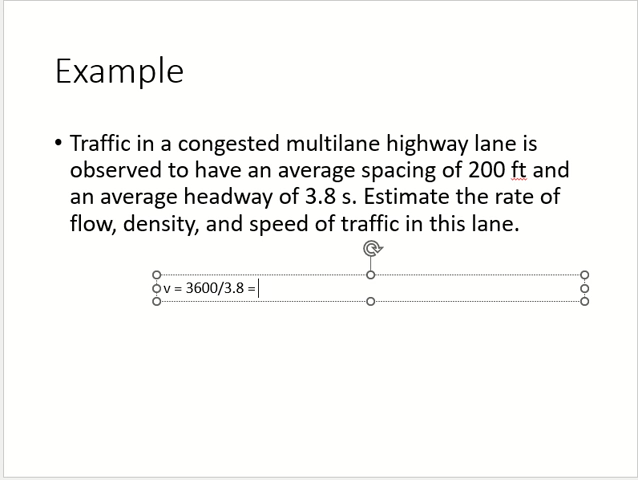 Example
• Traffic in a congested multilane highway lane is
observed to have an average spacing of 200 ft and
an average headway of 3.8 s. Estimate the rate of
flow, density, and speed of traffic in this lane.
v = 3600/3.8 =